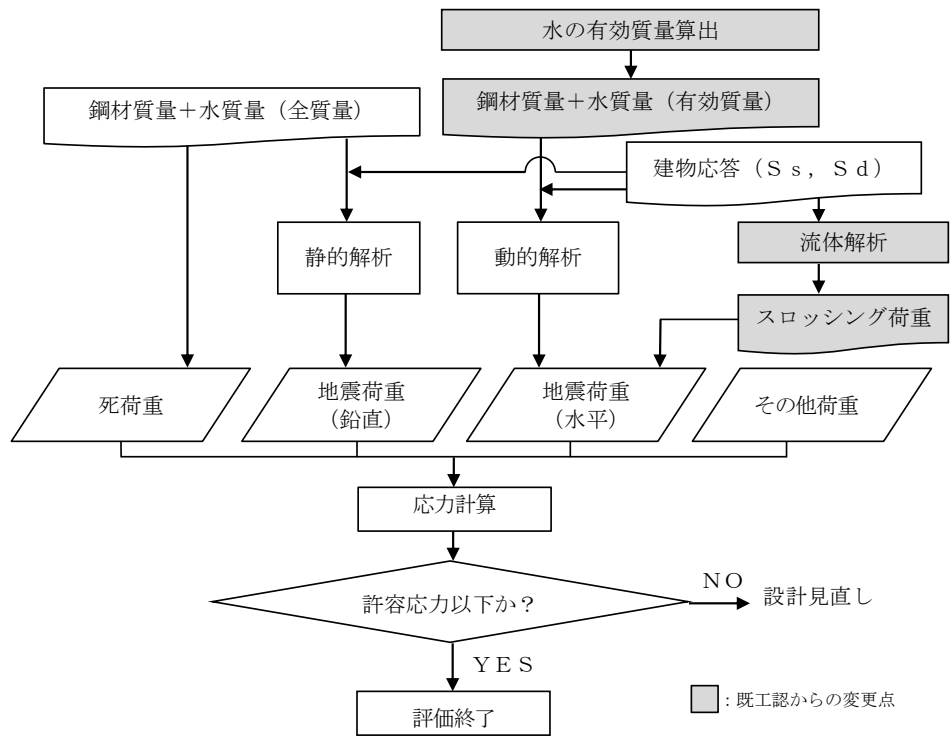 水の有効質量算出
鋼材質量＋水質量（全質量）
鋼材質量＋水質量（有効質量）
建物応答（Ｓｓ，Ｓｄ）
静的解析
動的解析
流体解析
スロッシング荷重
死荷重
地震荷重
（鉛直）
地震荷重
（水平）
その他荷重
応力計算
許容応力以下か？
ＮＯ
設計見直し
ＹＥＳ
評価終了
：既工認からの変更点